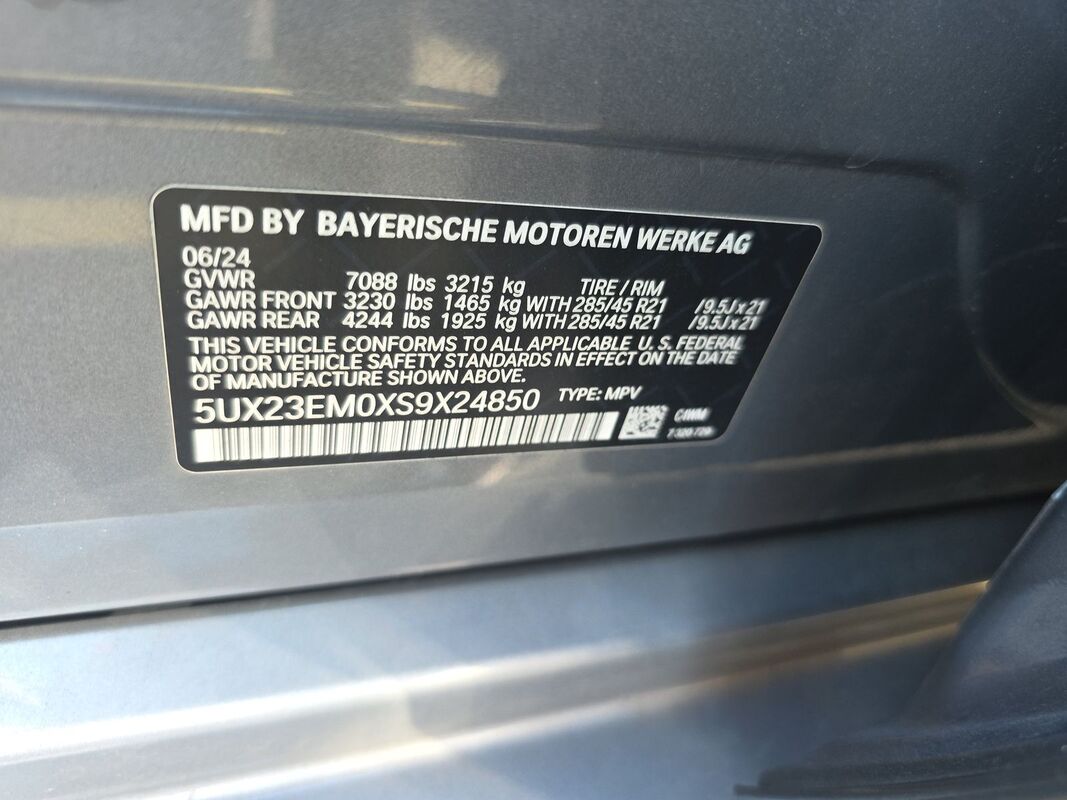 MFD BY BAYERISCHE MOTOREN WERKE AG
06/24
GVWR 7088 lbs 3215 kg TIRE / RIM
GAWR FRONT 3230 lbs 1465 kg WITH 285/45 R21 /9.5J x 21
GAWR REAR 4244 lbs 1925 kg WITH 285/45 R21 /9.5J x 21
THIS VEHICLE CONFORMS TO ALL APPLICABLE U. S. FEDERAL
MOTOR VEHICLE SAFETY STANDARDS IN EFFECT ON THE DATE
OF MANUFACTURE SHOWN ABOVE.
5UX23EM0XS9X24850 TYPE: MPV